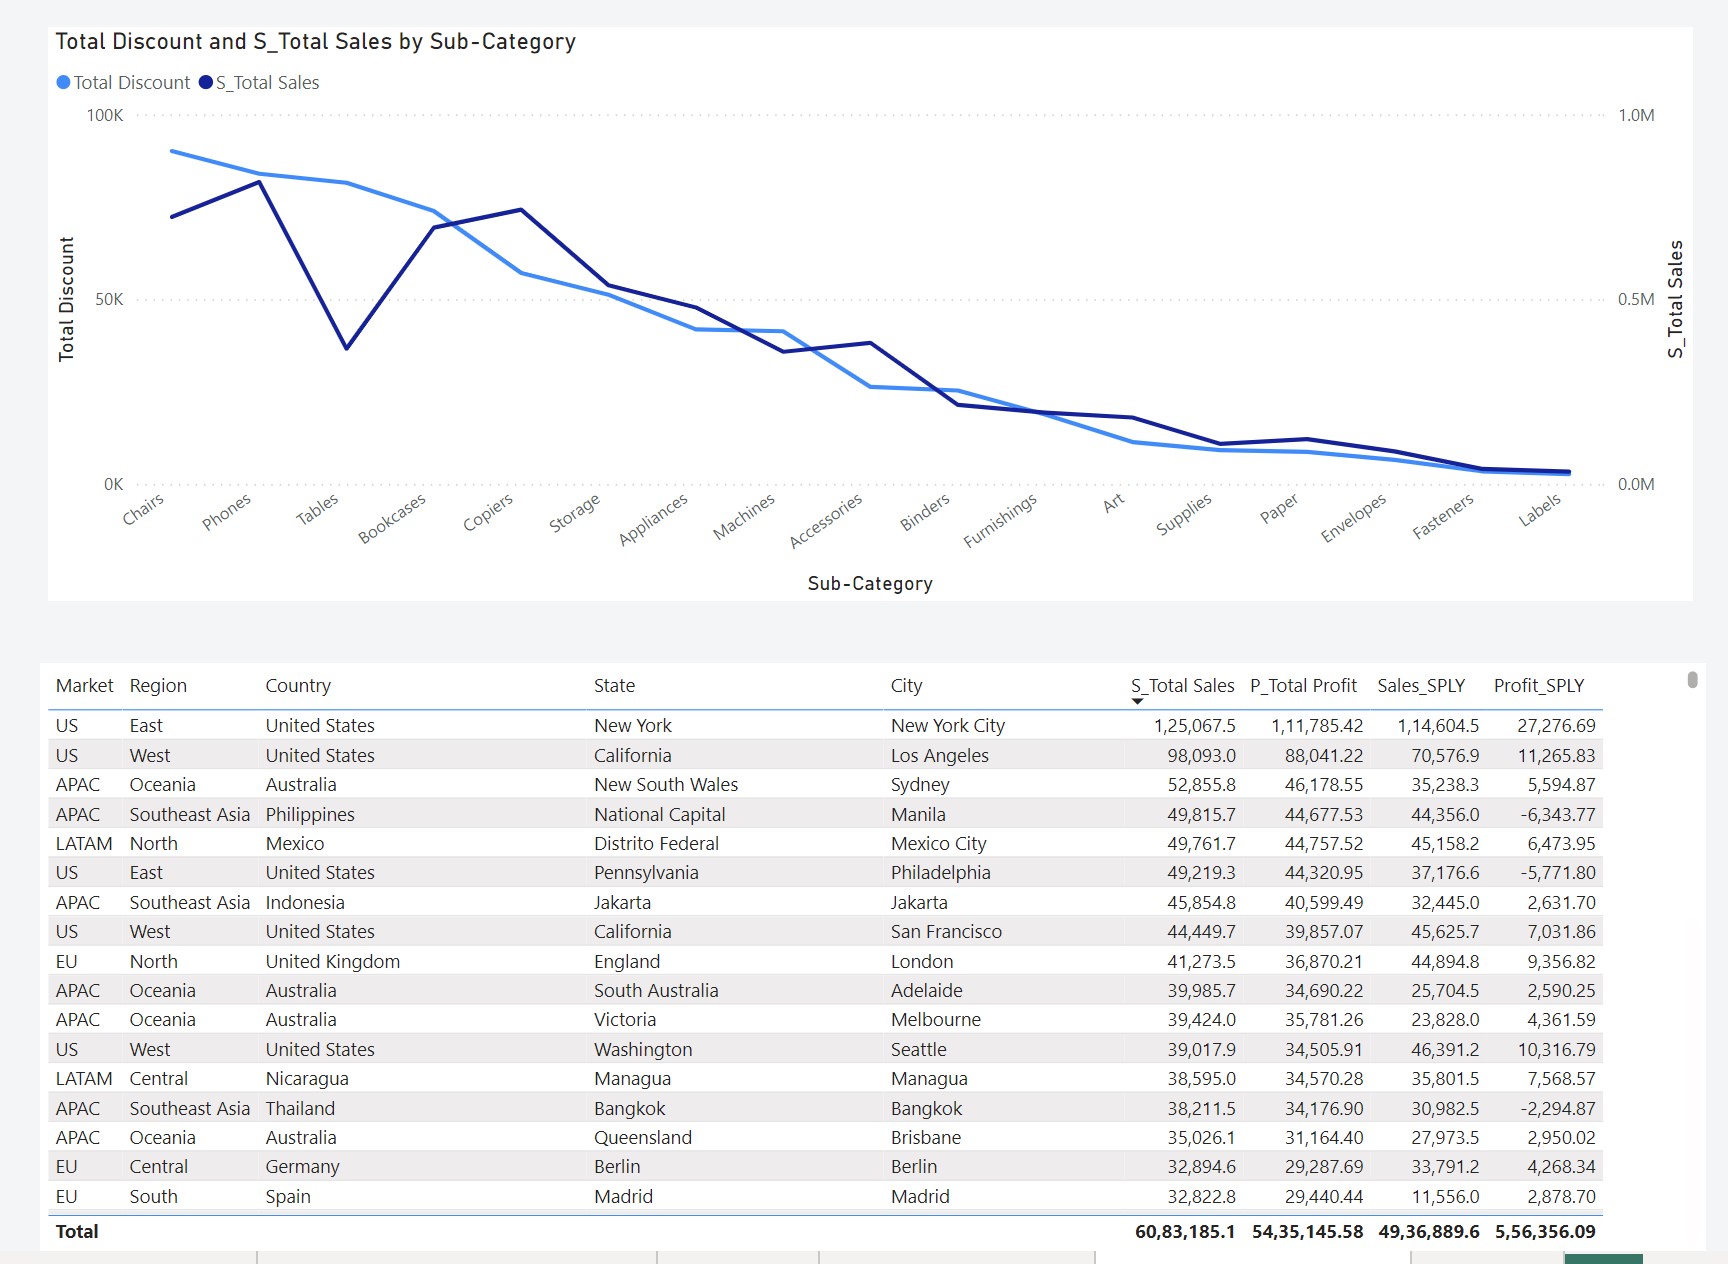 Total Discount and S_Total Sales by Sub-Category
Total Discount S_Total Sales
100K 1.0M
50K 0.5M
0K 0.0M
Total Discount
S_Total Sales
Chairs Phones Tables Bookcases Copiers Storage Appliances Machines Accessories Binders Furnishings Art Supplies Paper Envelopes Fasteners Labels
Sub-Category
Market Region Country State City S_Total Sales P_Total Profit Sales_SPLY Profit_SPLY
US East United States New York New York City 1,25,067.5 1,11,785.42 1,14,604.5 27,276.69
US West United States California Los Angeles 98,093.0 88,041.22 70,576.9 11,265.83
APAC Oceania Australia New South Wales Sydney 52,855.8 46,178.55 35,238.3 5,594.87
APAC Southeast Asia Philippines National Capital Manila 49,815.7 44,677.53 44,356.0 -6,343.77
LATAM North Mexico Distrito Federal Mexico City 49,761.7 44,757.52 45,158.2 6,473.95
US East United States Pennsylvania Philadelphia 49,219.3 44,320.95 37,176.6 -5,771.80
APAC Southeast Asia Indonesia Jakarta Jakarta 45,854.8 40,599.49 32,445.0 2,631.70
US West United States California San Francisco 44,449.7 39,857.07 45,625.7 7,031.86
EU North United Kingdom England London 41,273.5 36,870.21 44,894.8 9,356.82
APAC Oceania Australia South Australia Adelaide 39,985.7 34,690.22 25,704.5 2,590.25
APAC Oceania Australia Victoria Melbourne 39,424.0 35,781.26 23,828.0 4,361.59
US West United States Washington Seattle 39,017.9 34,505.91 46,391.2 10,316.79
LATAM Central Nicaragua Managua Managua 38,595.0 34,570.28 35,801.5 7,568.57
APAC Southeast Asia Thailand Bangkok Bangkok 38,211.5 34,176.90 30,982.5 -2,294.87
APAC Oceania Australia Queensland Brisbane 35,026.1 31,164.40 27,973.5 2,950.02
EU Central Germany Berlin Berlin 32,894.6 29,287.69 33,791.2 4,268.34
EU South Spain Madrid Madrid 32,822.8 29,440.44 11,556.0 2,878.70
Total 60,83,185.1 54,35,145.58 49,36,889.6 5,56,356.09